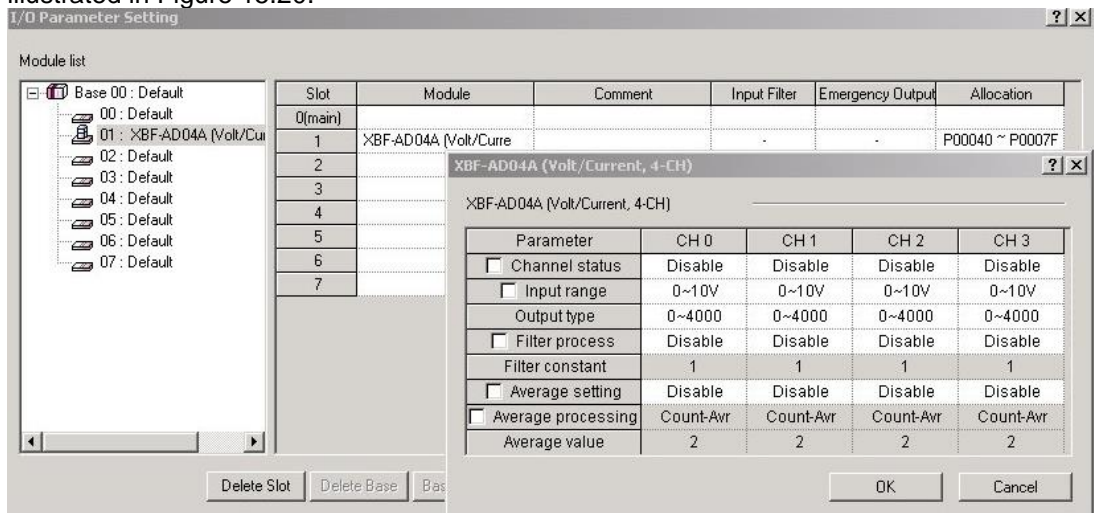 illustrated in Figure 13.20.
I/O Parameter Setting
Module list
Base 00 : Default
00 : Default
01 : XBF-AD04A (Volt/Cur
02 : Default
03 : Default
04 : Default
05 : Default
06 : Default
07 : Default
Slot Module Comment Input Filter Emergency Output Allocation
0(main)
1 XBF-AD04A (Volt/Curre - - P00040 ~ P0007F
2
3
4
5
6
7
XBF-AD04A (Volt/Current, 4-CH)
XBF-AD04A (Volt/Current, 4-CH)
Parameter CH 0 CH 1 CH 2 CH 3
Channel status Disable Disable Disable Disable
Input range 0~10V 0~10V 0~10V 0~10V
Output type 0~4000 0~4000 0~4000 0~4000
Filter process Disable Disable Disable Disable
Filter constant 1 1 1 1
Average setting Disable Disable Disable Disable
Average processing Count-Avr Count-Avr Count-Avr Count-Avr
Average value 2 2 2 2
OK Cancel
Delete Slot Delete Base Bas